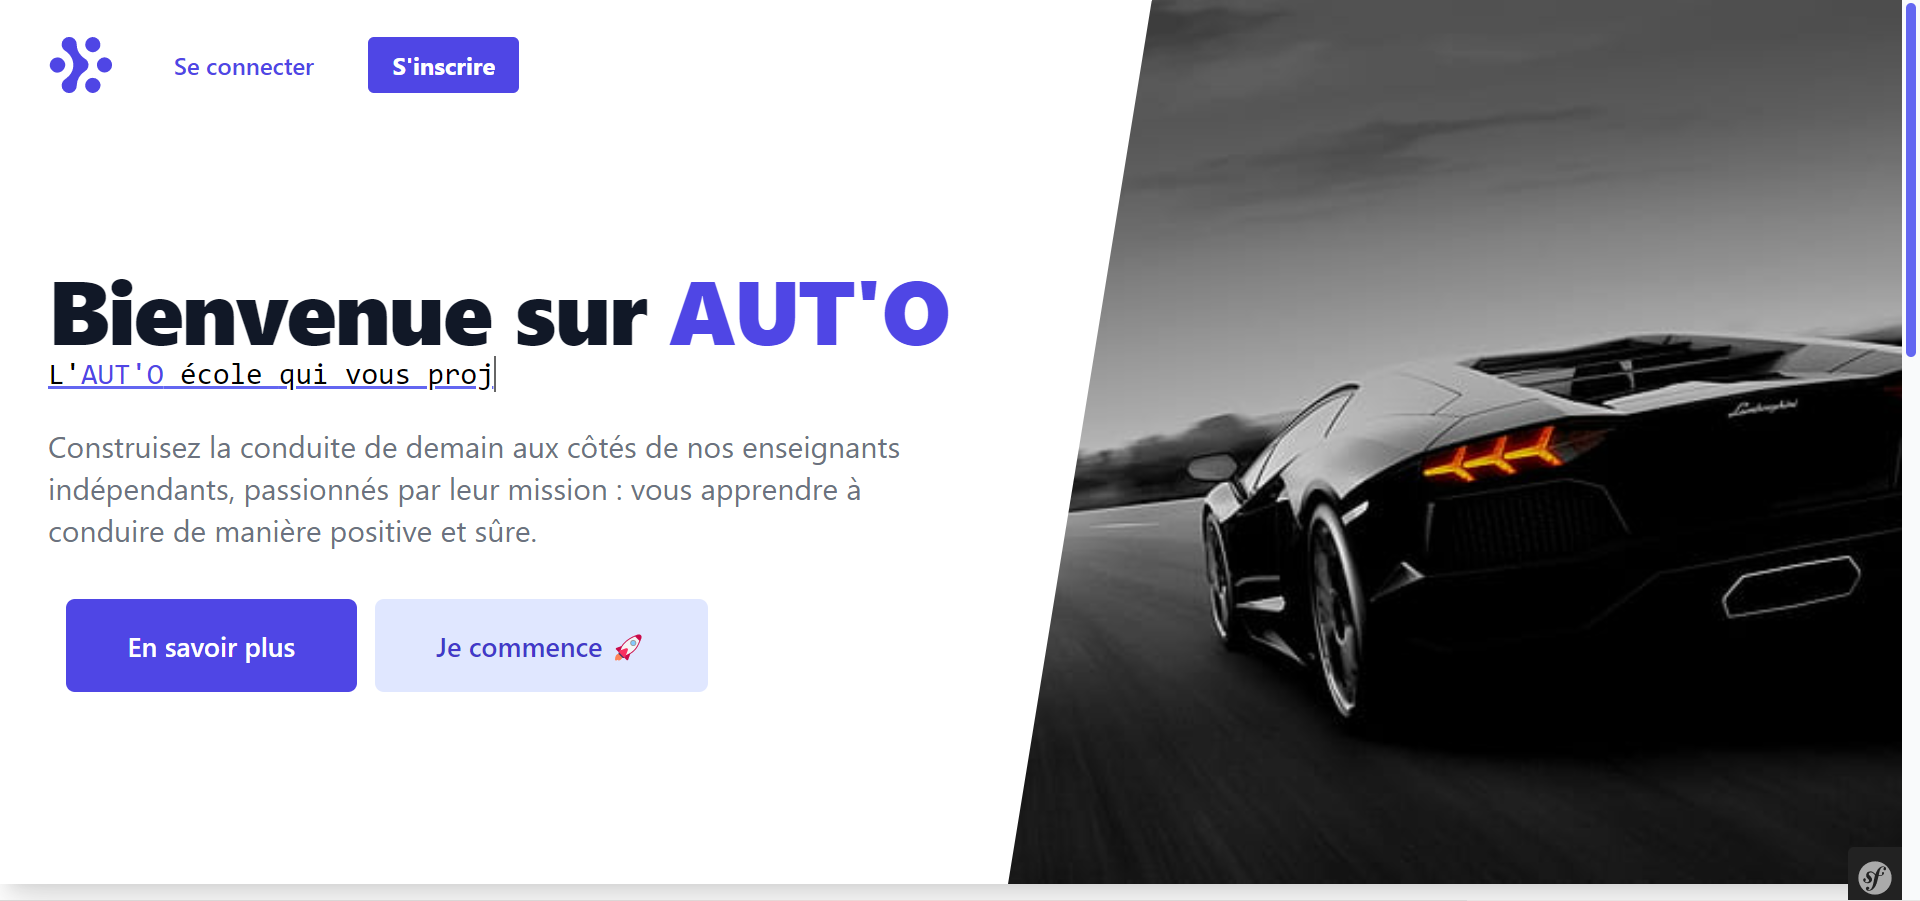 Se connecter
S'inscrire
Bienvenue sur AUT'O
L'AUT'O école qui vous proj
Construisez la conduite de demain aux côtés de nos enseignants
indépendants, passionnés par leur mission : vous apprendre à
conduire de manière positive et sûre.
En savoir plus
Je commence 🚀
Lamborghini
sf